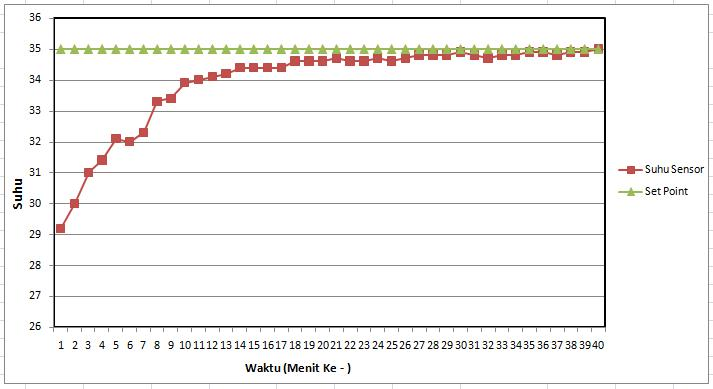 36
35
34
33
32
31
30
29
28
27
26
Suhu
1 2 3 4 5 6 7 8 9 10 11 12 13 14 15 16 17 18 19 20 21 22 23 24 25 26 27 28 29 30 31 32 33 34 35 36 37 38 39 40
Waktu (Menit Ke - )
Suhu Sensor
Set Point